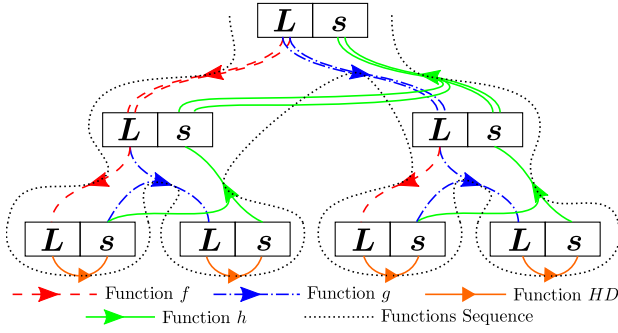 L s
L s L s
L s L s L s L s
Function f Function g Function HD
Function h Functions Sequence